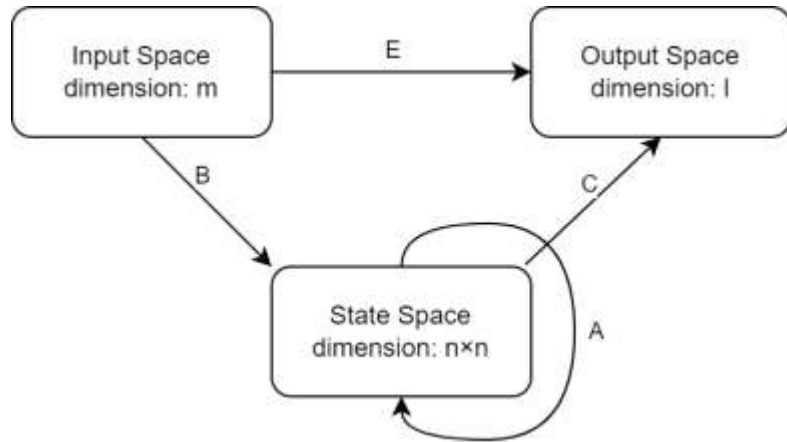 Input Space
dimension: m
E
Output Space
dimension: l
B
C
State Space
dimension: n×n
A